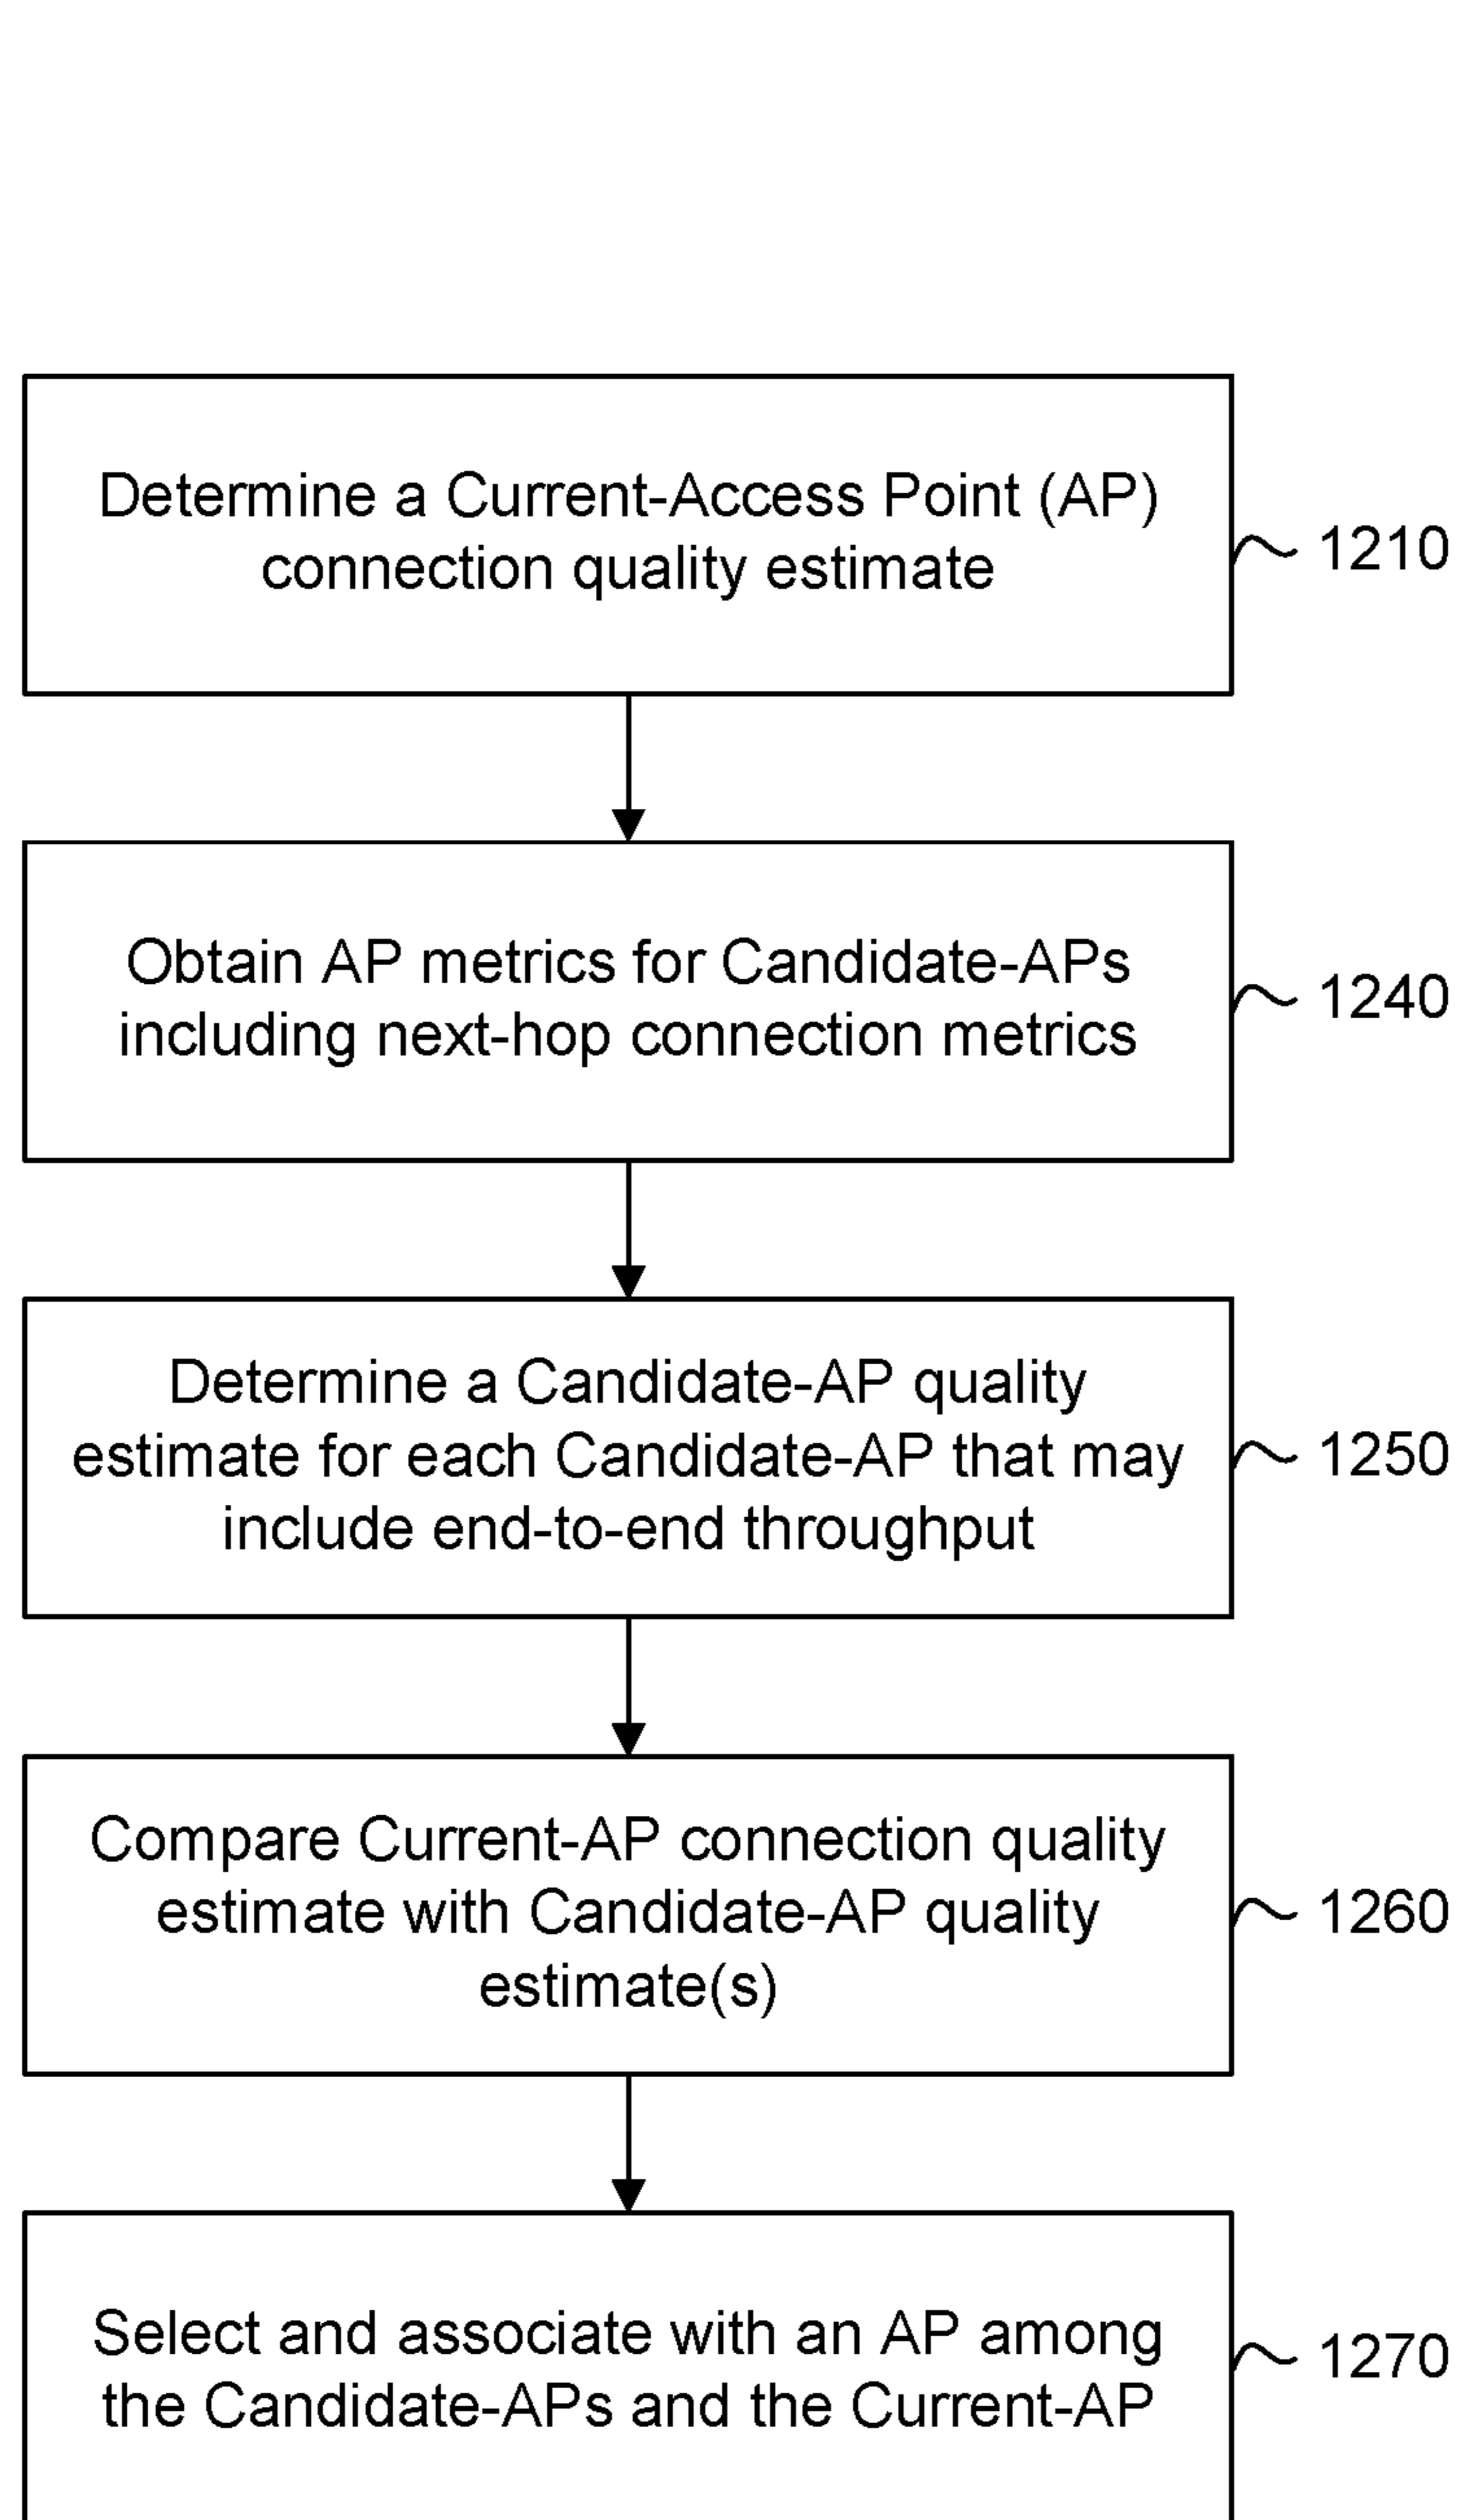 Determine a Current-Access Point (AP)
connection quality estimate
1210
Obtain AP metrics for Candidate-APs
including next-hop connection metrics
1240
Determine a Candidate-AP quality
estimate for each Candidate-AP that may
include end-to-end throughput
1250
Compare Current-AP connection quality
estimate with Candidate-AP quality
estimate(s)
1260
Select and associate with an AP among
the Candidate-APs and the Current-AP
1270